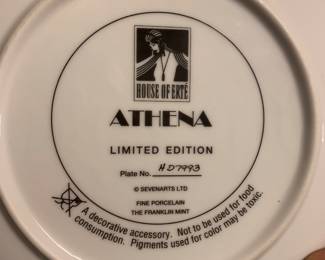 HOUSE OF ERTÉ
ATHENA
LIMITED EDITION
Plate No. HD7993
© SEVENARTS LTD
FINE PORCELAIN
THE FRANKLIN MINT
A decorative accessory. Not to be used for food
consumption. Pigments used for color may be toxic.